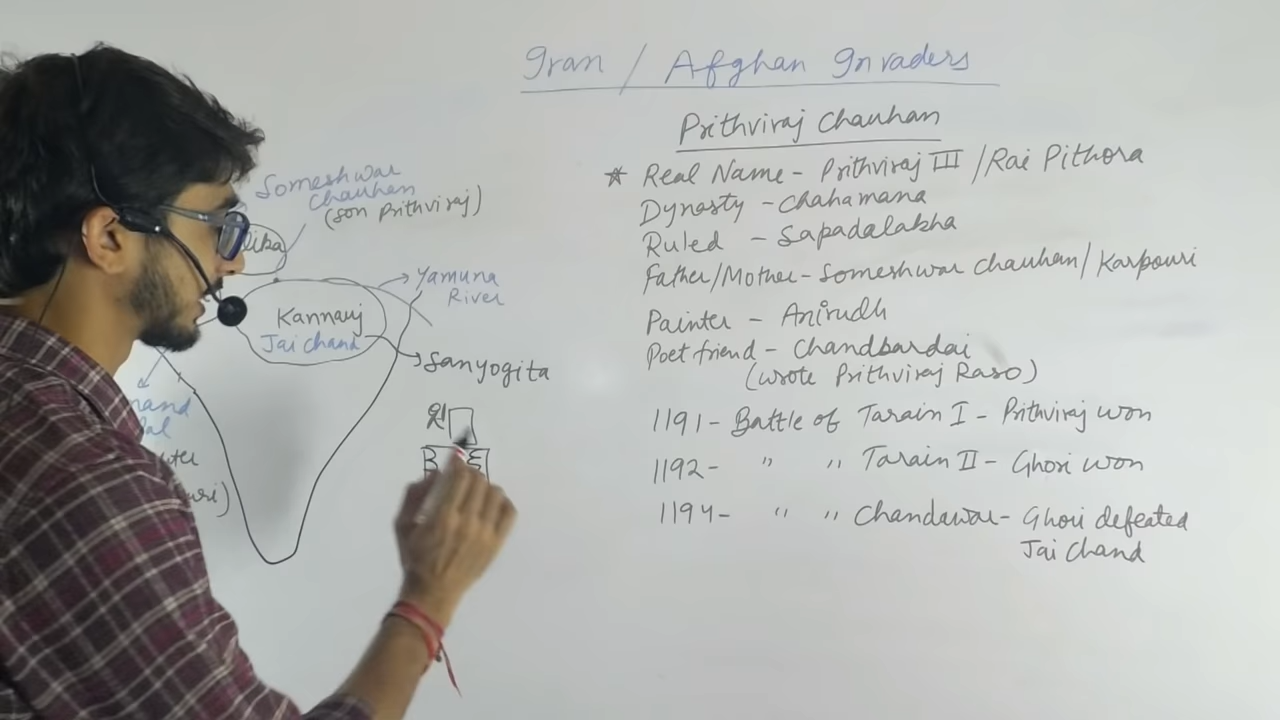 Iran / Afghan Invaders
Prithviraj Chauhan
* Real Name - Prithviraj III / Rai Pithora
Dynasty - Chahamana
Ruled - Sapadalakha
Father/Mother - Someshwar Chauhan / Karpouri
Painter - Anirudh
Poet friend - Chandbardai
(wrote Prithviraj Raso)
1191 - Battle of Tarain I - Prithviraj won
1192 - " " Tarain II - Ghori won
1194 - " " Chandawar - Ghori defeated
Jai Chand
Someshwar
Chauhan
(son Prithviraj)
Yamuna
River
Kannauj
Jai Chand
Sanyogita